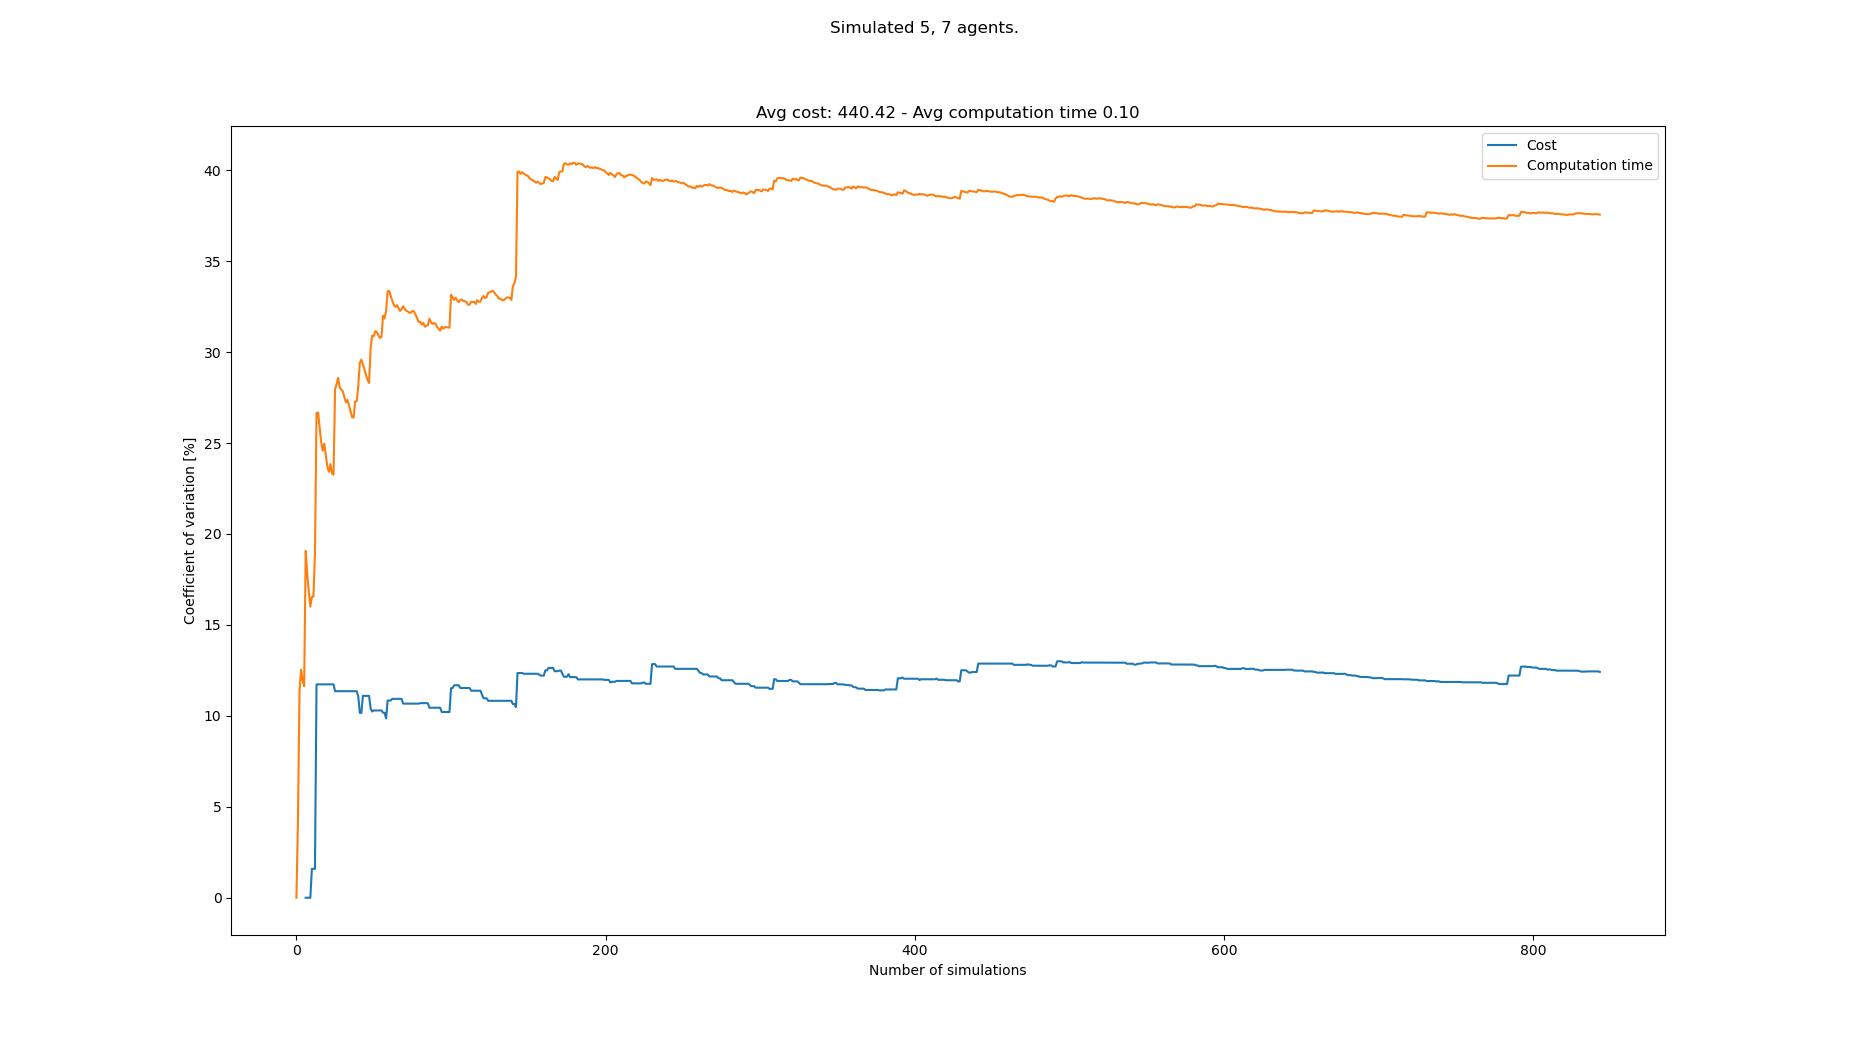 Simulated 5, 7 agents.
Avg cost: 440.42 - Avg computation time 0.10
Cost
Computation time
40
35
30
25
20
15
10
5
0
Coefficient of variation [%]
0 200 400 600 800
Number of simulations